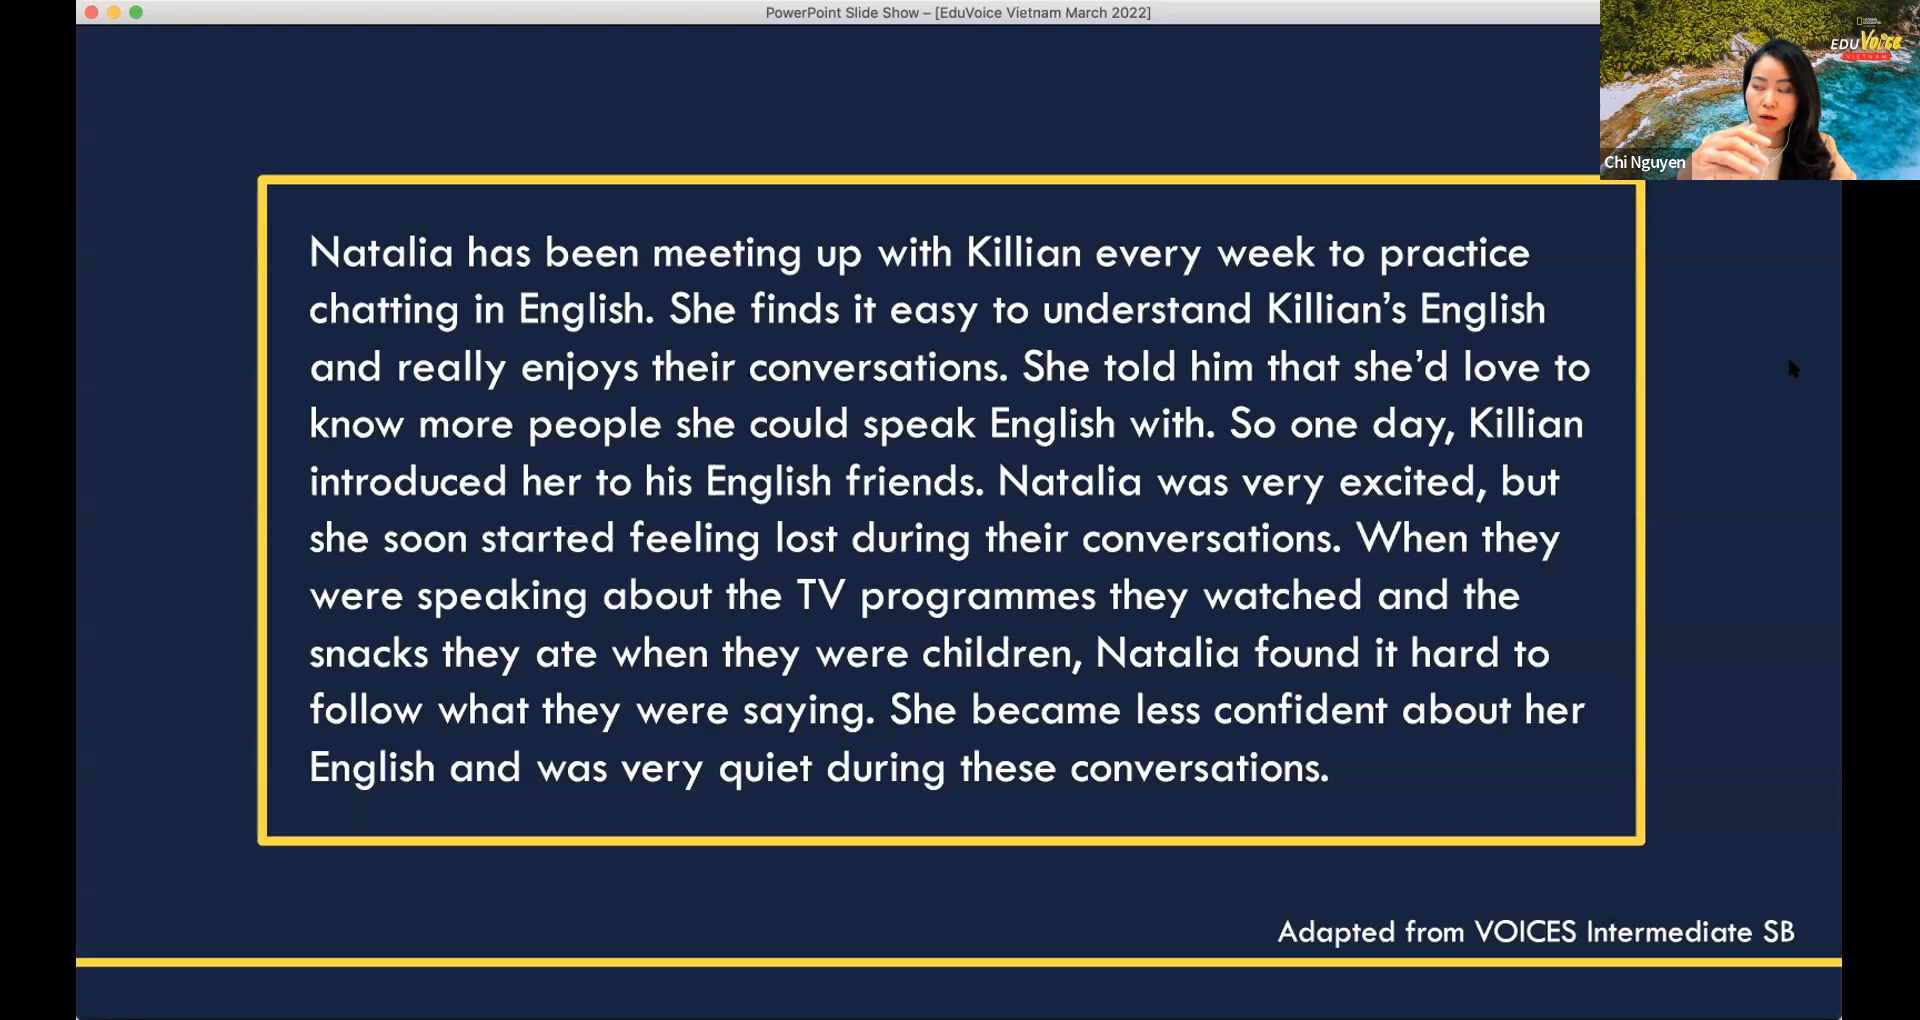 PowerPoint Slide Show – [EduVoice Vietnam March 2022]
EDUVoice
VIETNAM
Chi Nguyen
Natalia has been meeting up with Killian every week to practice
chatting in English. She finds it easy to understand Killian’s English
and really enjoys their conversations. She told him that she’d love to
know more people she could speak English with. So one day, Killian
introduced her to his English friends. Natalia was very excited, but
she soon started feeling lost during their conversations. When they
were speaking about the TV programmes they watched and the
snacks they ate when they were children, Natalia found it hard to
follow what they were saying. She became less confident about her
English and was very quiet during these conversations.
Adapted from VOICES Intermediate SB